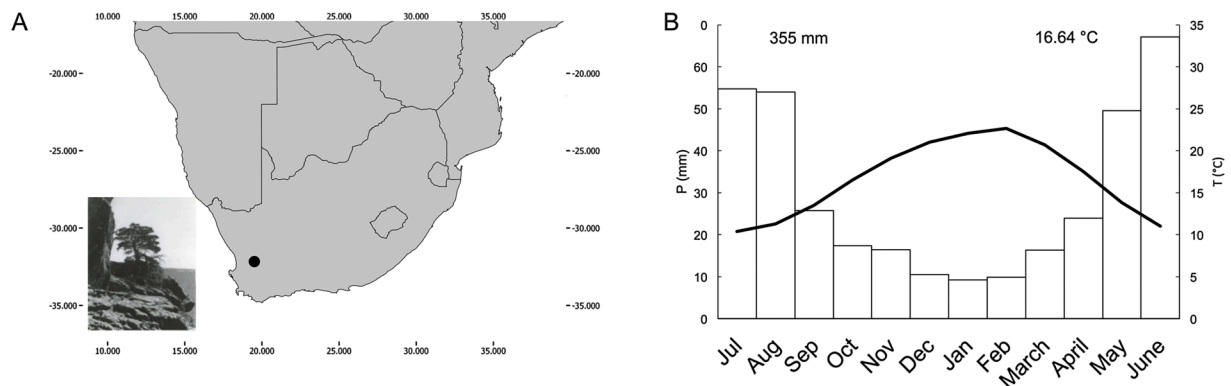 A
10.000 15.000 20.000 25.000 30.000 35.000
-20.000 -20.000
-25.000 -25.000
-30.000 -30.000
-35.000 -35.000
10.000 15.000 20.000 25.000 30.000 35.000
B
355 mm 16.64 °C
P (mm)
0
60
50
40
30
20
10
0
35
30
25
20
15
10
5
0
T (°C)
Jul Aug Sep Oct Nov Dec Jan Feb March April May June